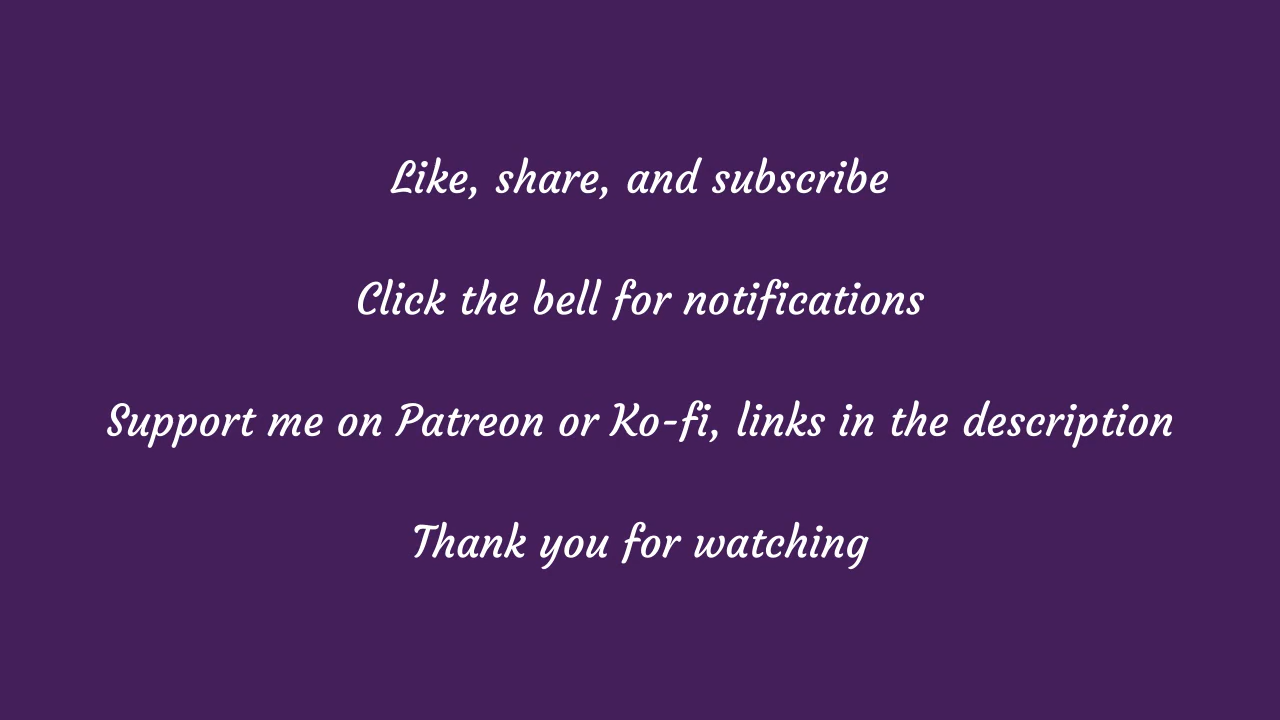 Like, share, and subscribe
Click the bell for notifications
Support me on Patreon or Ko-fi, links in the description
Thank you for watching